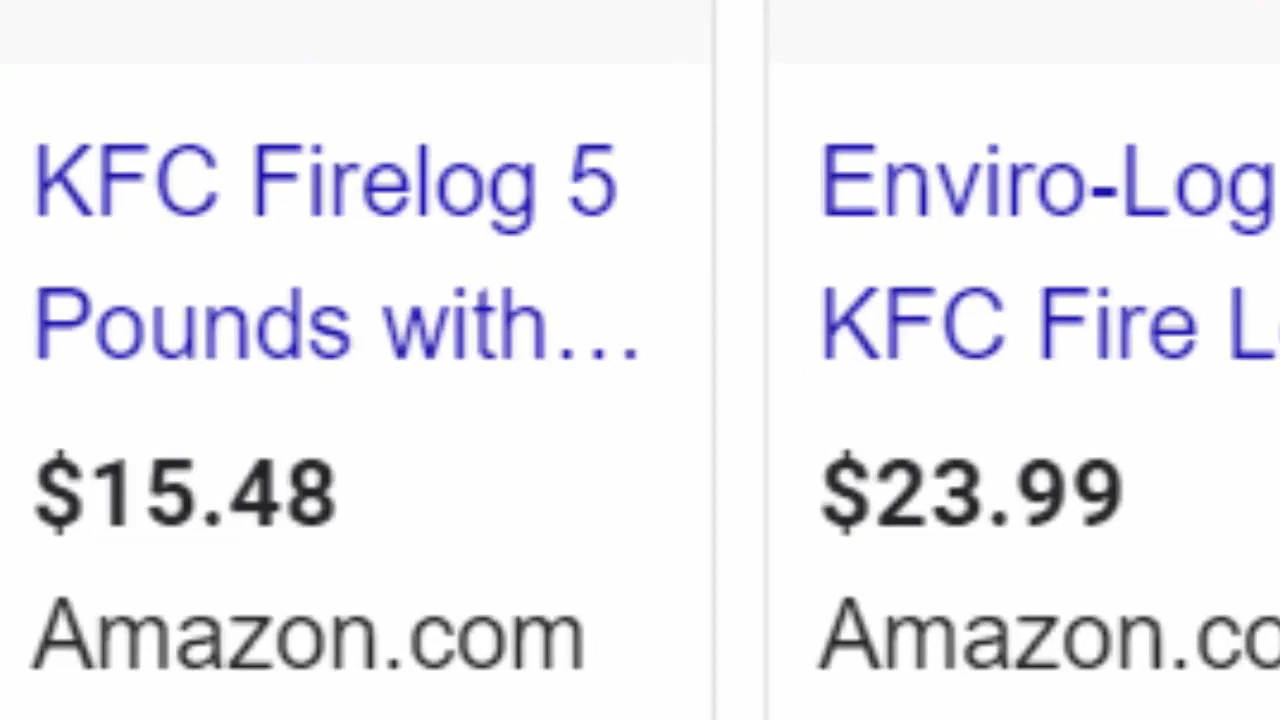 KFC Firelog 5
Pounds with...
$15.48
Amazon.com
Enviro-Log
KFC Fire
$23.99